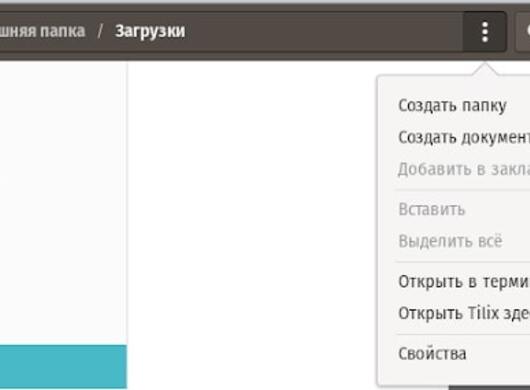 шняя папка / Загрузки
Создать папку
Создать документ
Добавить в закла
Вставить
Выделить всё
Открыть в терми
Открыть Tilix зде
Свойства